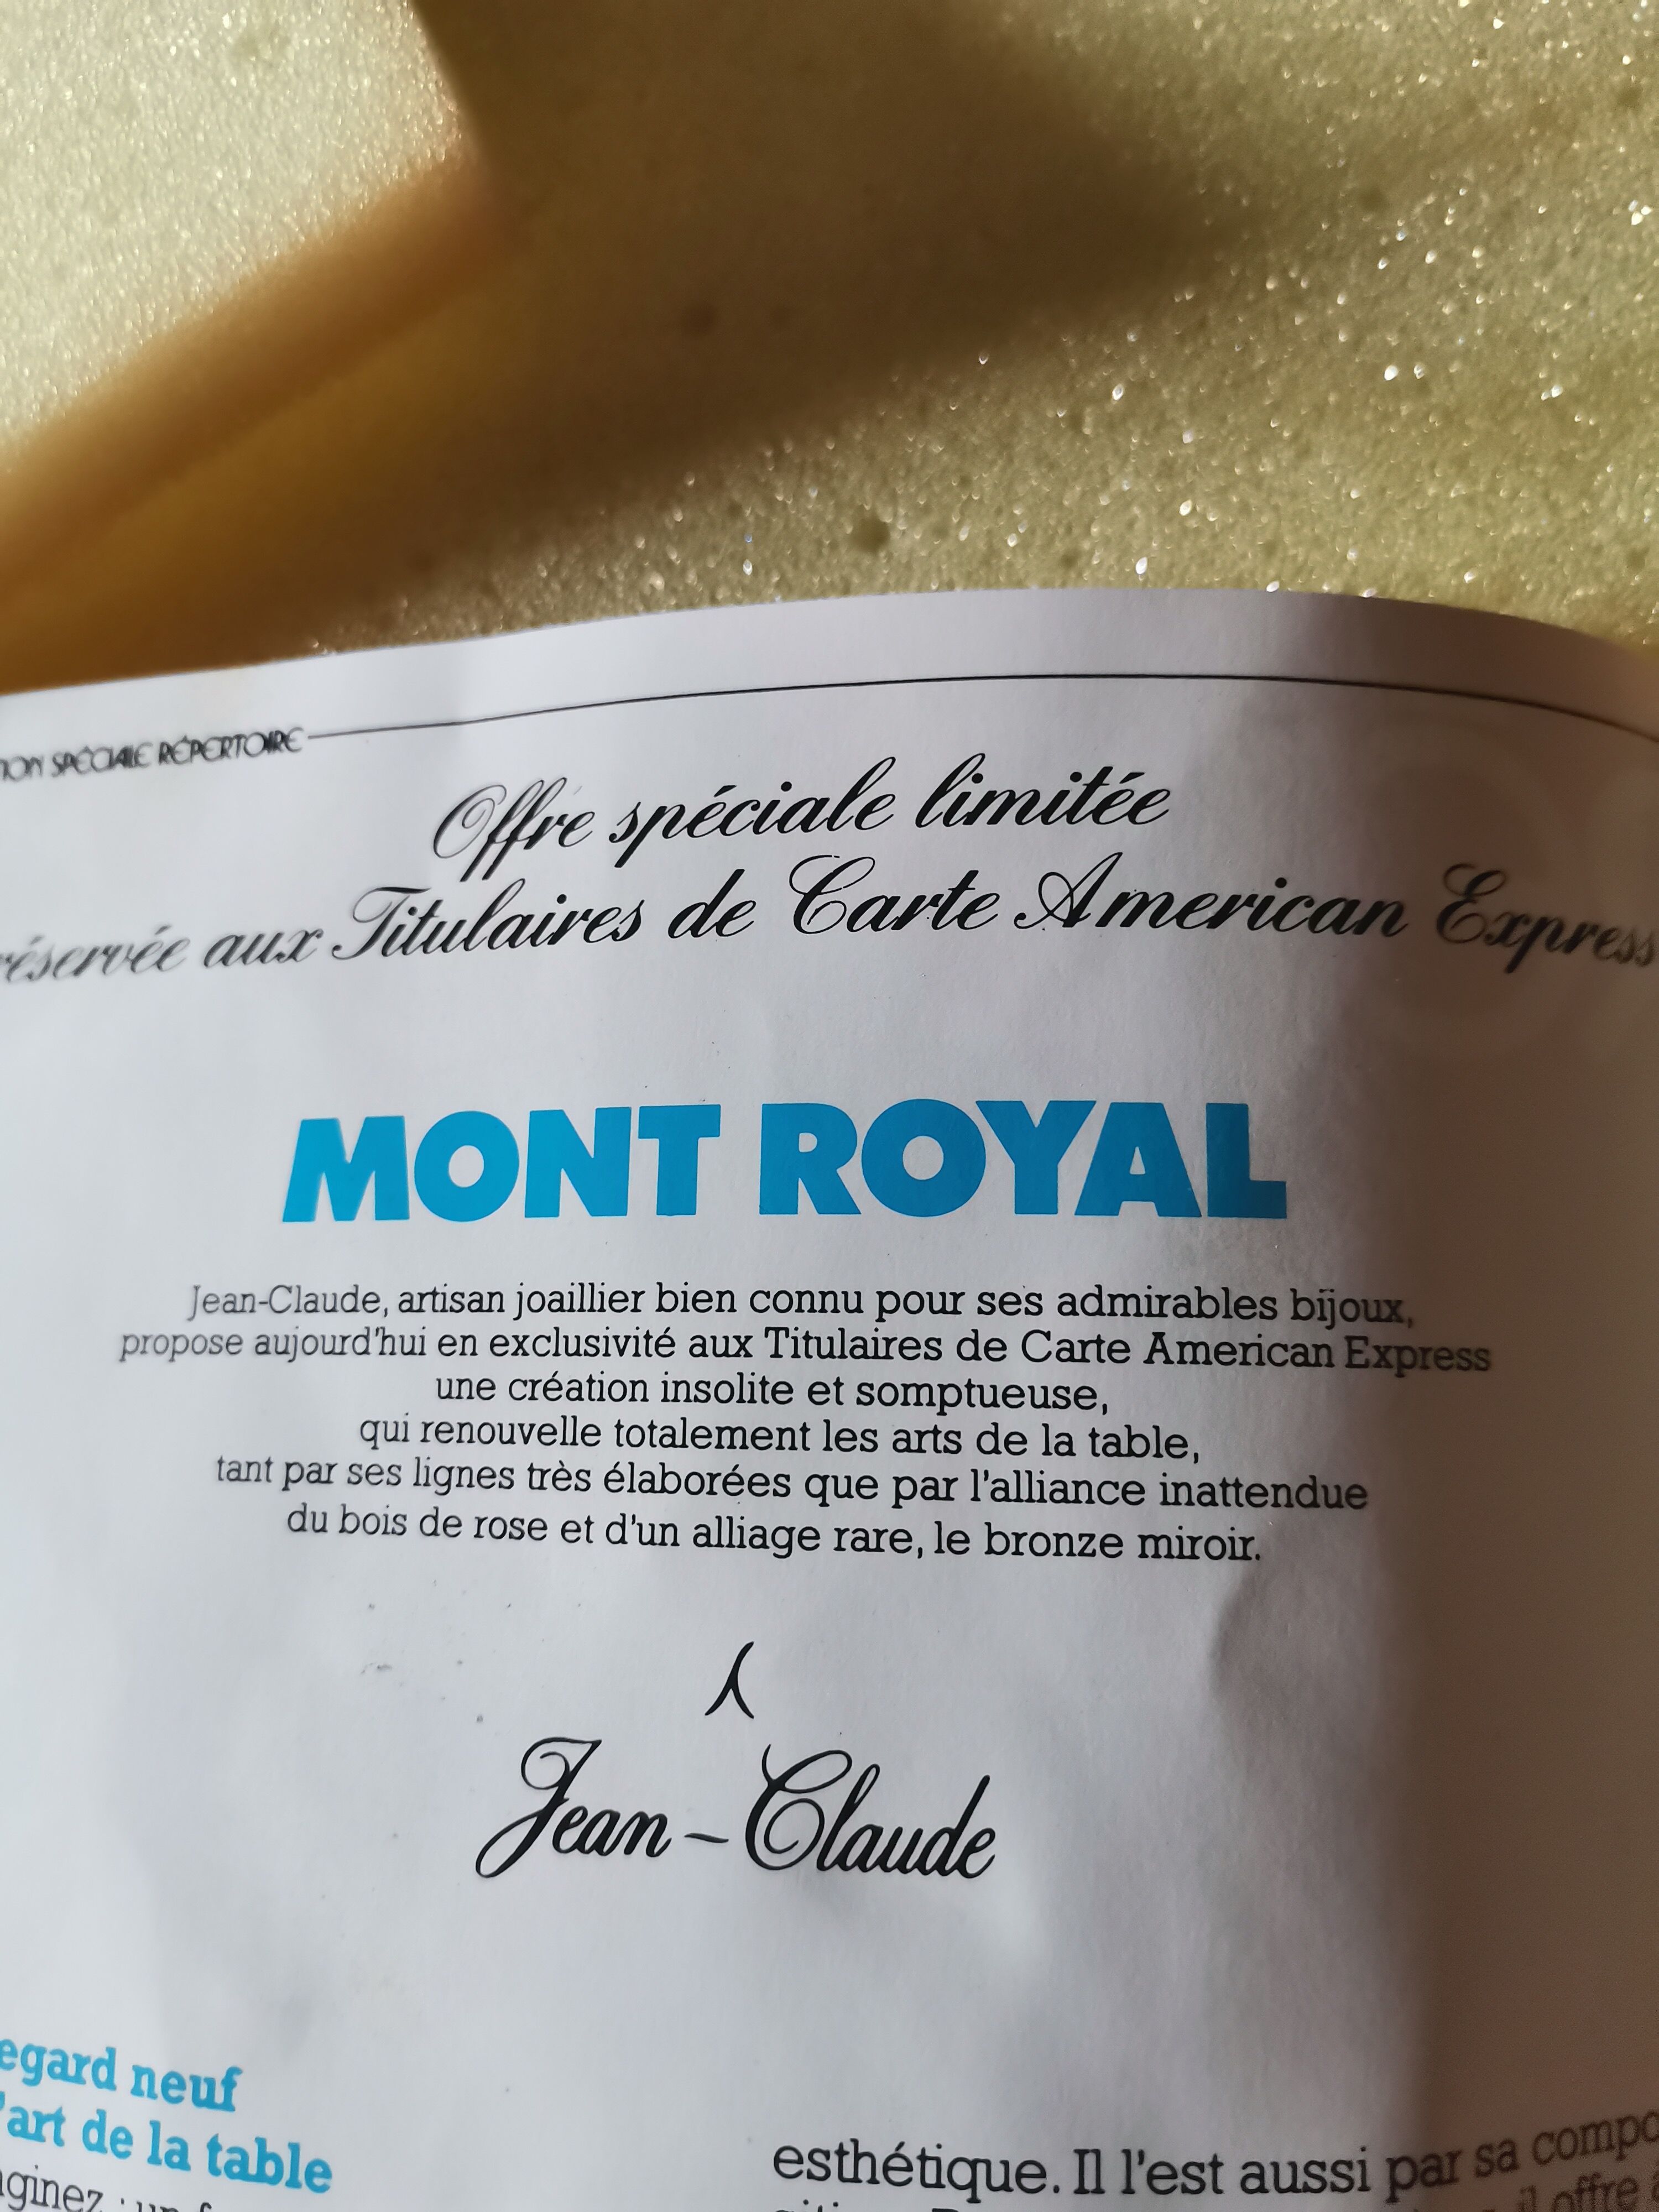 SPÉCIALE RÉPERTOIRE
Offre spéciale limitée
réservée aux Titulaires de Carte American Express
MONT ROYAL
Jean-Claude, artisan joaillier bien connu pour ses admirables bijoux,
propose aujourd'hui en exclusivité aux Titulaires de Carte American Express
une création insolite et somptueuse,
qui renouvelle totalement les arts de la table,
tant par ses lignes très élaborées que par l'alliance inattendue
du bois de rose et d'un alliage rare, le bronze miroir.
Jean-Claude
egard neuf
'art de la table
esthétique. Il l'est aussi par sa compo
il offre